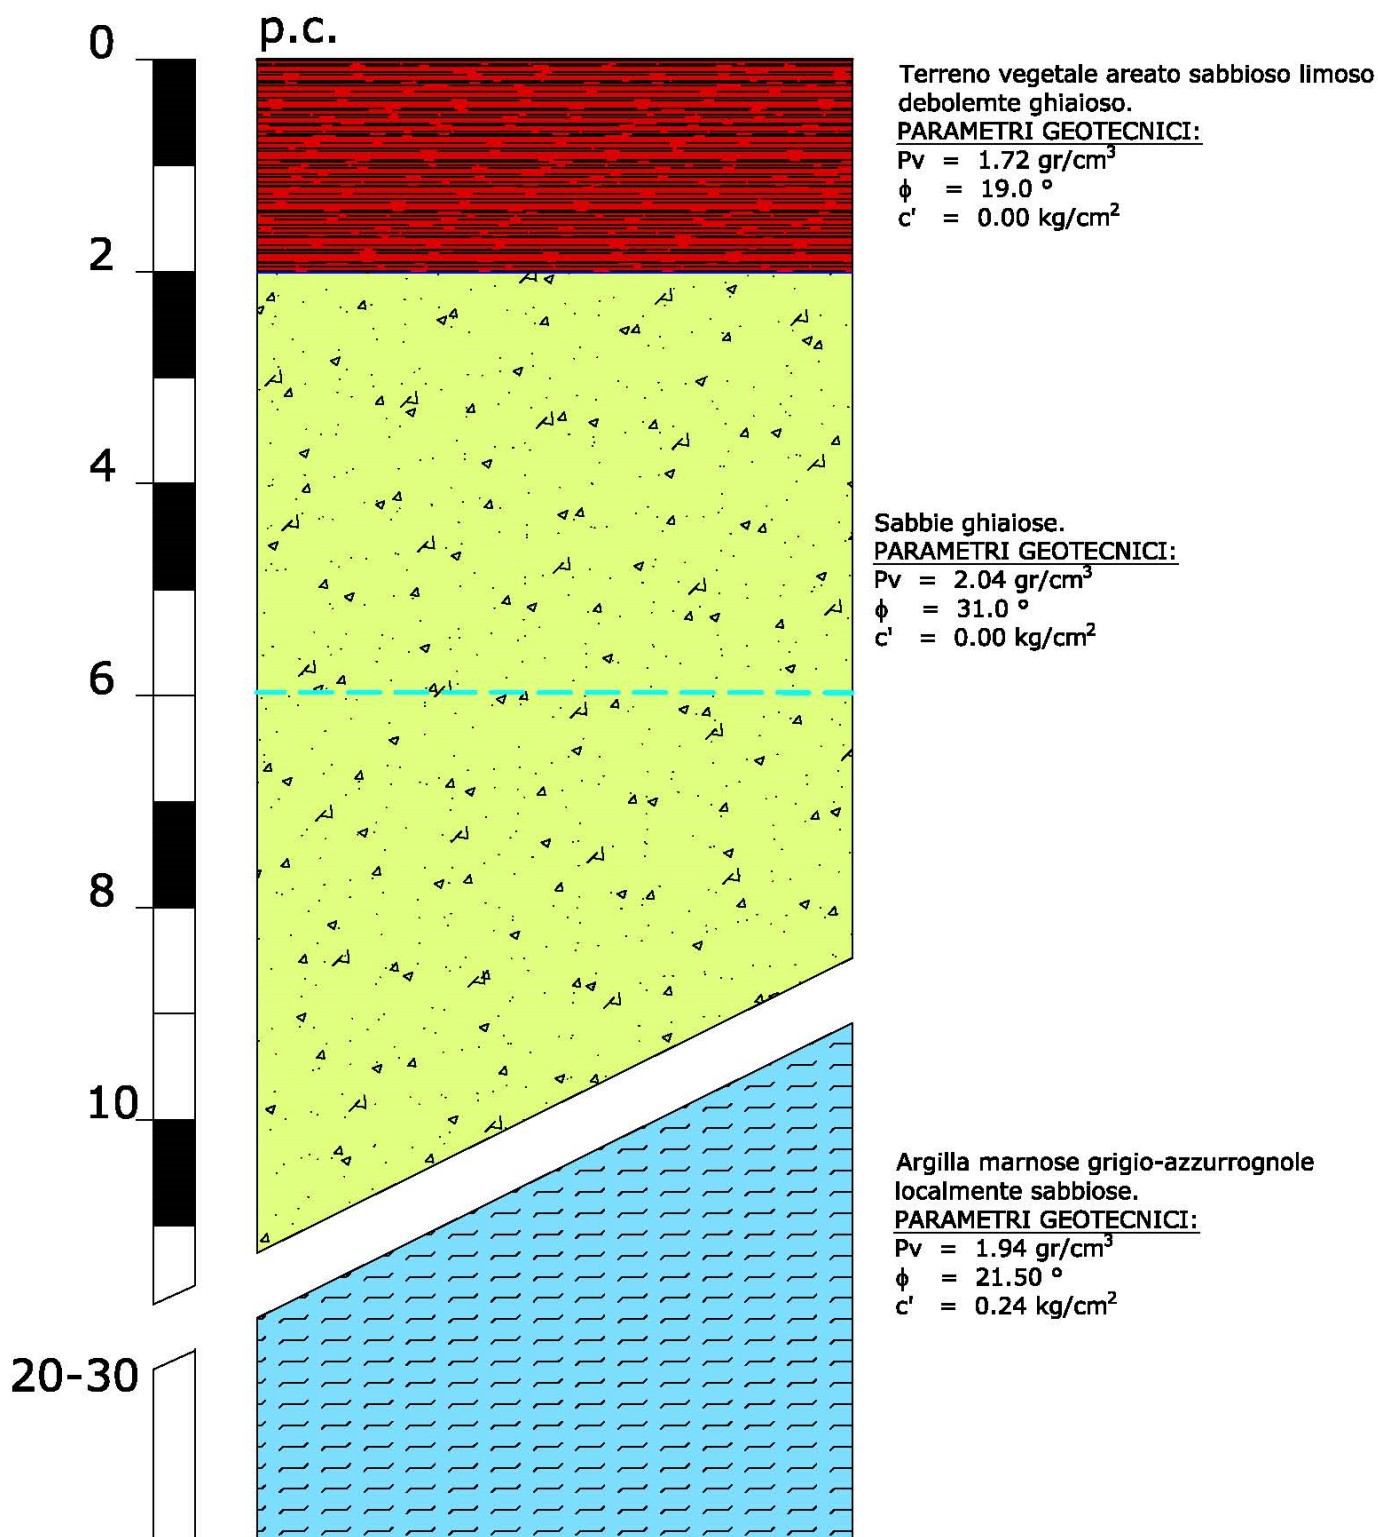 p.c.
0
Terreno vegetale areato sabbioso limoso
debolemte ghiaioso.
PARAMETRI GEOTECNICI:
Pv = 1.72 gr/cm³
ϕ = 19.0 º
c' = 0.00 kg/cm²
2
4
Sabbie ghiaiose.
PARAMETRI GEOTECNICI:
Pv = 2.04 gr/cm³
ϕ = 31.0 º
c' = 0.00 kg/cm²
6
8
10
Argilla marnose grigio-azzurrognole
localmente sabbiose.
PARAMETRI GEOTECNICI:
Pv = 1.94 gr/cm³
ϕ = 21.50 º
c' = 0.24 kg/cm²
20-30